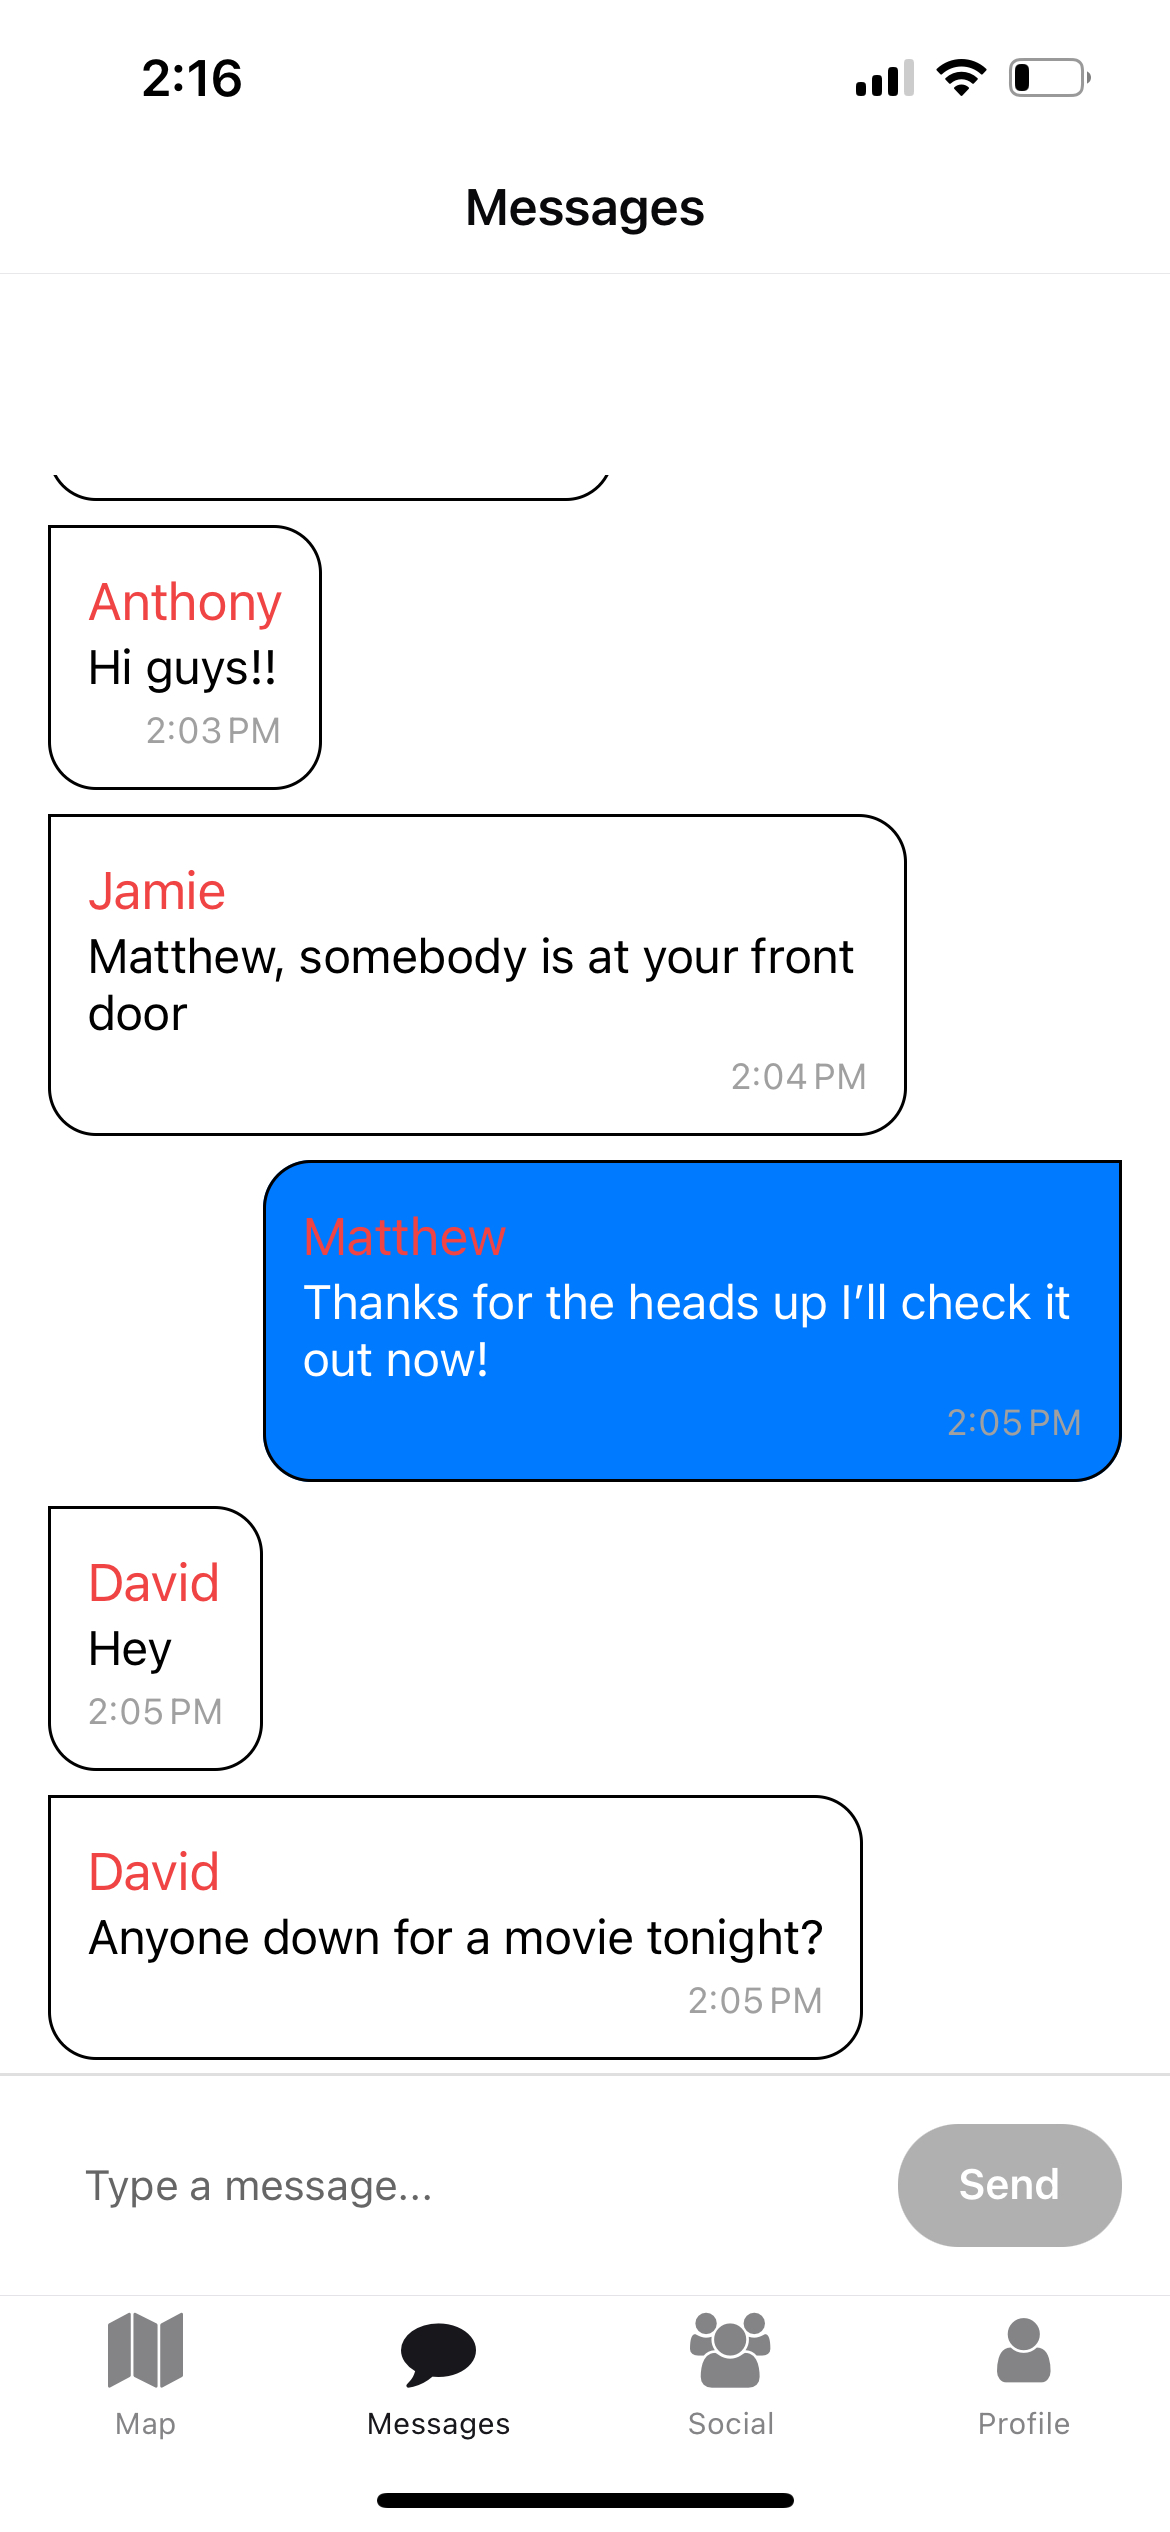 2:16
Messages
Anthony
Hi guys!!
2:03 PM
Jamie
Matthew, somebody is at your front
door
2:04 PM
Matthew
Thanks for the heads up I’ll check it
out now!
2:05 PM
David
Hey
2:05 PM
David
Anyone down for a movie tonight?
2:05 PM
Type a message...
Send
Map
Messages
Social
Profile